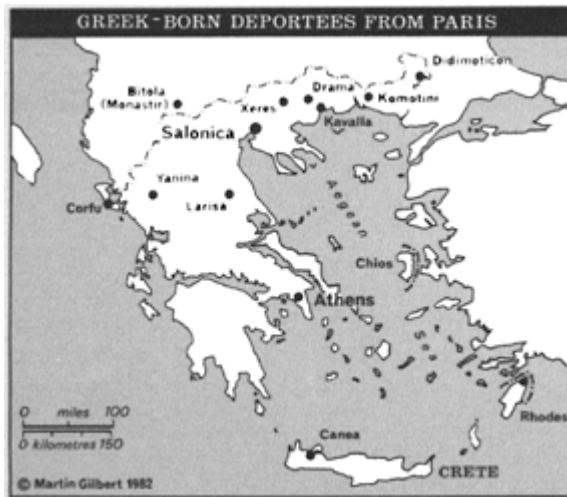 GREEK-BORN DEPORTEES FROM PARIS
Didimoticon
Bitola
(Monastir)
Drama
Xeres
Komotini
Kavalla
Salonica
Yanina
Larisa
Corfu
Aegean
Chios
Athens
Sea
Rhodes
0 miles 100
0 kilometres 150
Canea
CRETE
© Martin Gilbert 1982